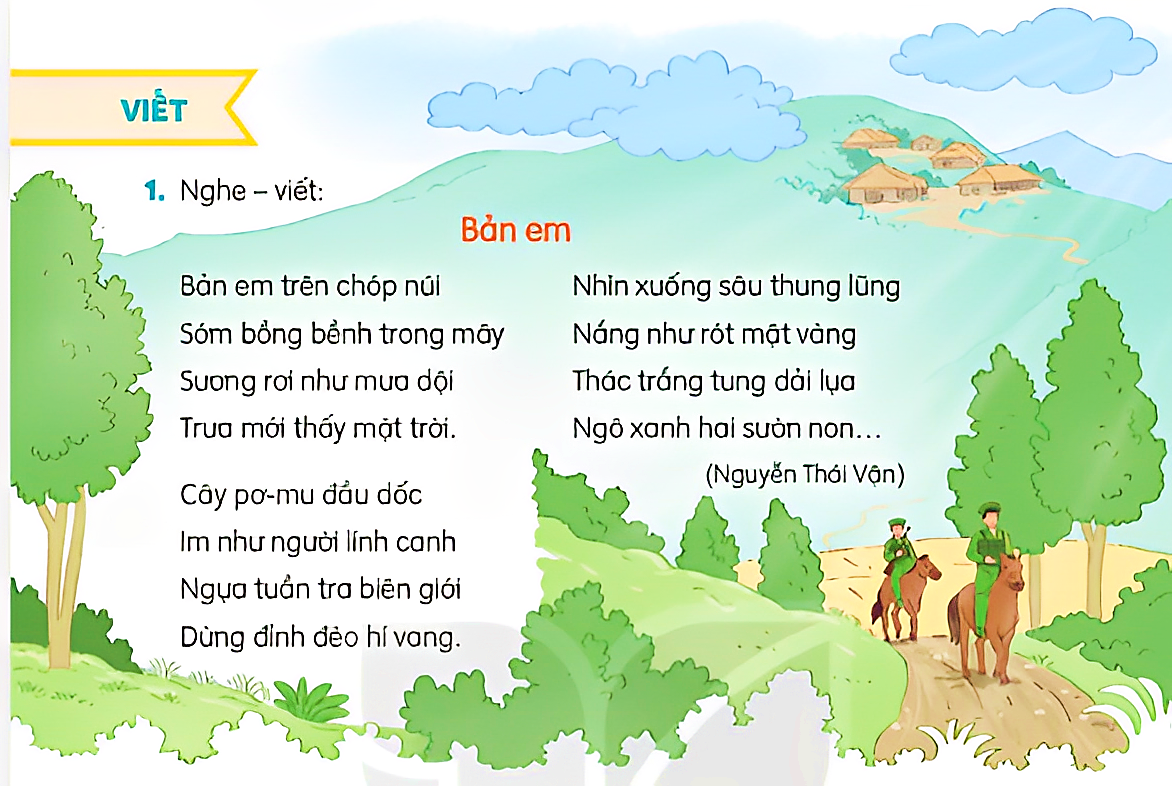 VIẾT
1. Nghe – viết:
Bản em
Bản em trên chóp núi
Sớm bồng bềnh trong mây
Sương rơi như mưa dội
Trưa mới thấy mặt trời.
Cây pơ-mu đầu dốc
Im như người lính canh
Ngựa tuần tra biên giới
Dừng đỉnh đèo hí vang.
Nhìn xuống sâu thung lũng
Nắng như rót mật vàng
Thác trắng tung dải lụa
Ngô xanh hai sườn non...
(Nguyễn Thái Vận)